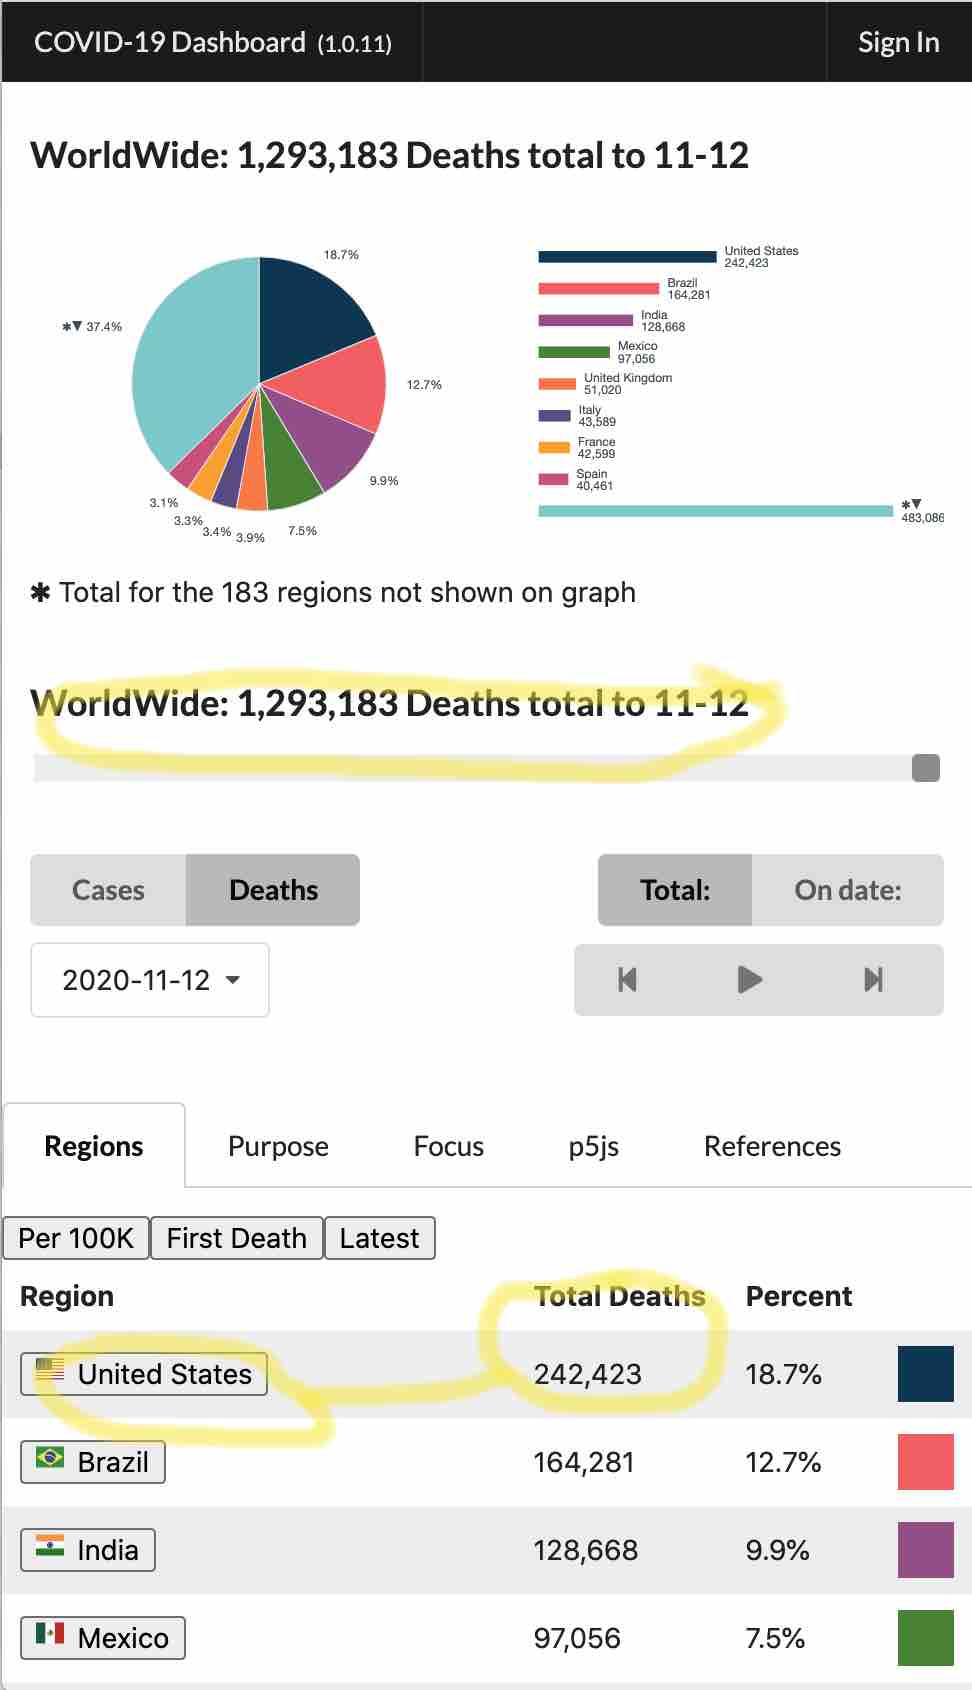 COVID-19 Dashboard (1.0.11) Sign In
WorldWide: 1,293,183 Deaths total to 11-12
18.7%
✱▼ 37.4%
12.7%
9.9%
3.1%
3.3%
3.4%
3.9%
7.5%
United States
242,423
Brazil
164,281
India
128,668
Mexico
97,056
United Kingdom
51,020
Italy
43,589
France
42,599
Spain
40,461
✱▼
483,086
✱ Total for the 183 regions not shown on graph
WorldWide: 1,293,183 Deaths total to 11-12
Cases Deaths Total: On date:
2020-11-12
Regions Purpose Focus p5js References
Per 100K First Death Latest
Region Total Deaths Percent
United States 242,423 18.7%
Brazil 164,281 12.7%
India 128,668 9.9%
Mexico 97,056 7.5%